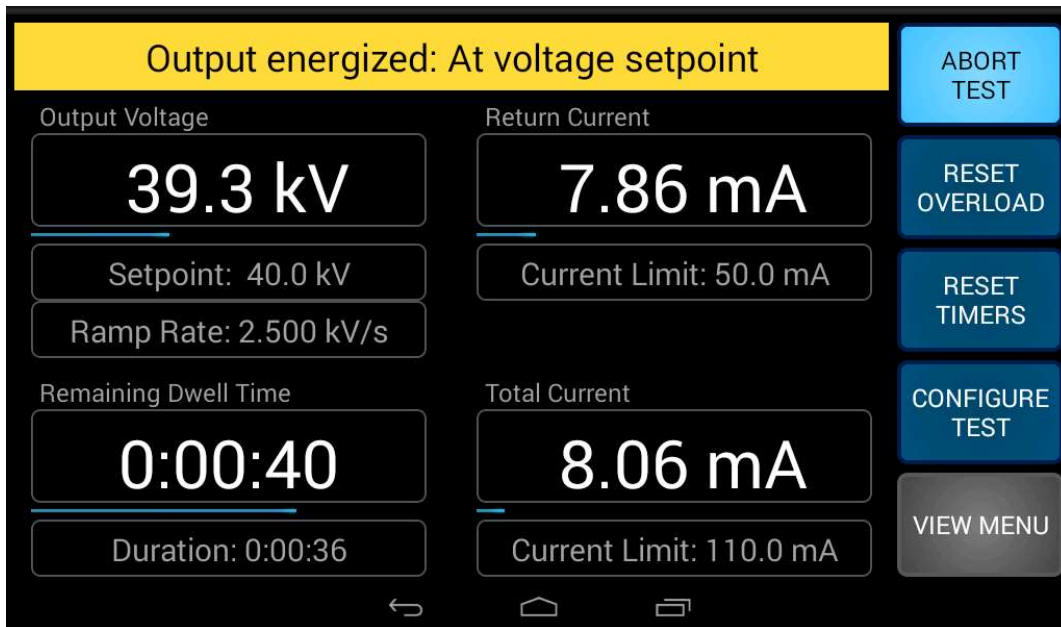 Output energized: At voltage setpoint
ABORT
TEST
Output Voltage
Return Current
39.3 kV
7.86 mA
RESET
OVERLOAD
Setpoint: 40.0 kV
Current Limit: 50.0 mA
RESET
TIMERS
Ramp Rate: 2.500 kV/s
Remaining Dwell Time
Total Current
CONFIGURE
TEST
0:00:40
8.06 mA
VIEW MENU
Duration: 0:00:36
Current Limit: 110.0 mA